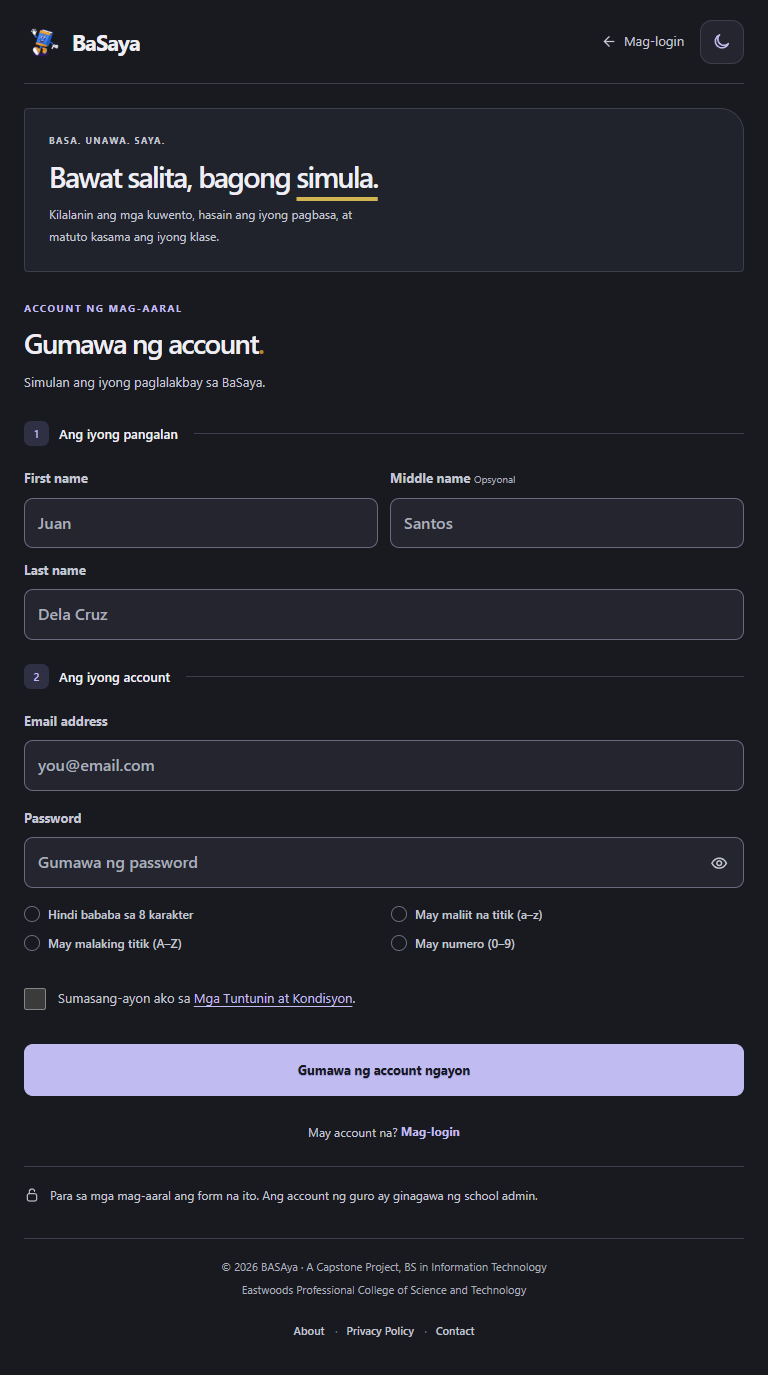 BaSaya
Mag-login
BASA. UNAWA. SAYA.
Bawat salita, bagong simula.
Kilalanin ang mga kuwento, hasain ang iyong pagbasa, at
matuto kasama ang iyong klase.
ACCOUNT NG MAG-AARAL
Gumawa ng account.
Simulan ang iyong paglalakbay sa BaSaya.
1 Ang iyong pangalan
First name
Middle name Opsyonal
Juan
Santos
Last name
Dela Cruz
2 Ang iyong account
Email address
you@email.com
Password
Gumawa ng password
Hindi bababa sa 8 karakter
May maliit na titik (a–z)
May malaking titik (A–Z)
May numero (0–9)
Sumasang-ayon ako sa Mga Tuntunin at Kondisyon.
Gumawa ng account ngayon
May account na? Mag-login
Para sa mga mag-aaral ang form na ito. Ang account ng guro ay ginagawa ng school admin.
© 2026 BASAya · A Capstone Project, BS in Information Technology
Eastwoods Professional College of Science and Technology
About · Privacy Policy · Contact